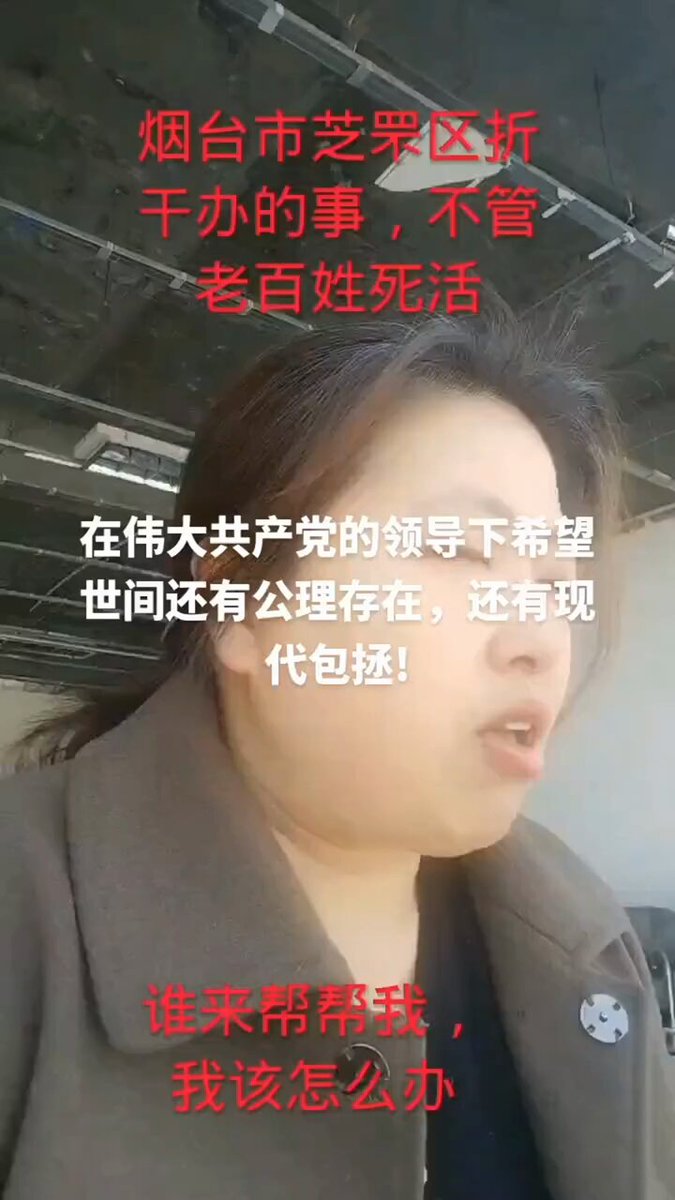 烟台市芝罘区折
干办的事，不管
老百姓死活
在伟大共产党的领导下希望
世间还有公理存在，还有现
代包拯!
谁来帮帮我，
我该怎么办